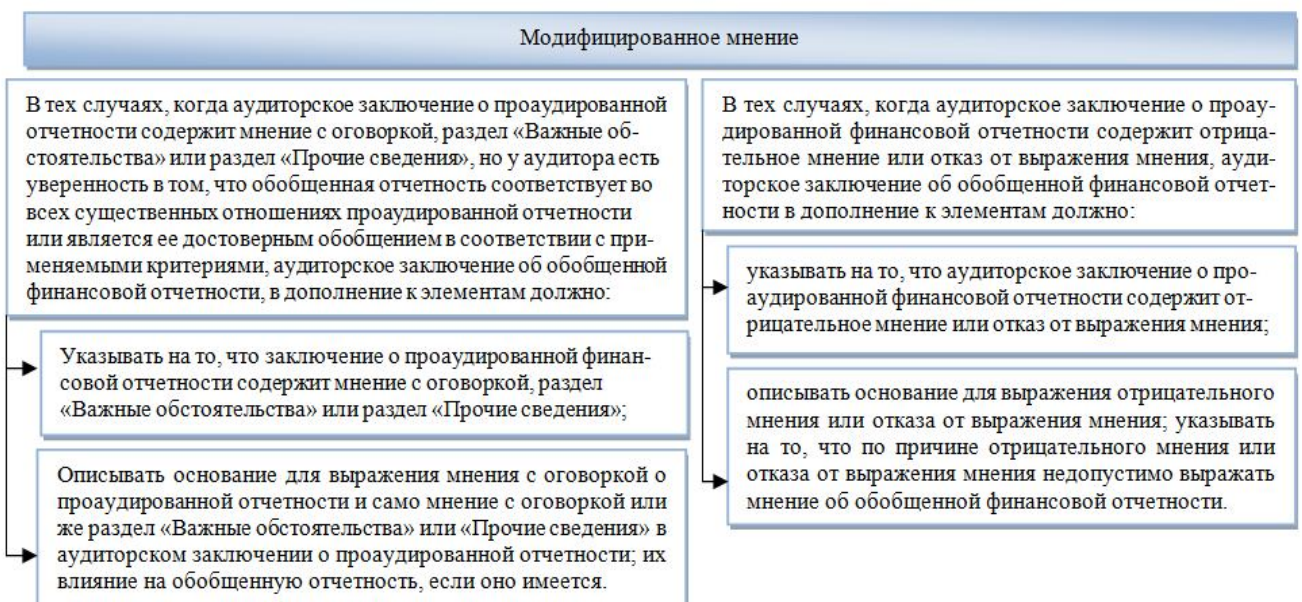 Модифицированное мнение
В тех случаях, когда аудиторское заключение о проаудированной
отчетности содержит мнение с оговоркой, раздел «Важные об-
стоятельства» или раздел «Прочие сведения», но у аудитора есть
уверенность в том, что обобщенная отчетность соответствует во
всех существенных отношениях проаудированной отчетности
или является ее достоверным обобщением в соответствии с при-
меняемыми критериями, аудиторское заключение об обобщенной
финансовой отчетности, в дополнение к элементам должно:
Указывать на то, что заключение о проаудированной финан-
совой отчетности содержит мнение с оговоркой, раздел
«Важные обстоятельства» или раздел «Прочие сведения»;
Описывать основание для выражения мнения с оговоркой о
проаудированной отчетности и само мнение с оговоркой или
же раздел «Важные обстоятельства» или «Прочие сведения» в
аудиторском заключении о проаудированной отчетности; их
влияние на обобщенную отчетность, если оно имеется.
В тех случаях, когда аудиторское заключение о проау-
дированной финансовой отчетности содержит отрица-
тельное мнение или отказ от выражения мнения, ауди-
торское заключение об обобщенной финансовой отчет-
ности в дополнение к элементам должно:
указывать на то, что аудиторское заключение о про-
аудированной финансовой отчетности содержит от-
рицательное мнение или отказ от выражения мнения;
описывать основание для выражения отрицательного
мнения или отказа от выражения мнения; указывать
на то, что по причине отрицательного мнения или
отказа от выражения мнения недопустимо выражать
мнение об обобщенной финансовой отчетности.